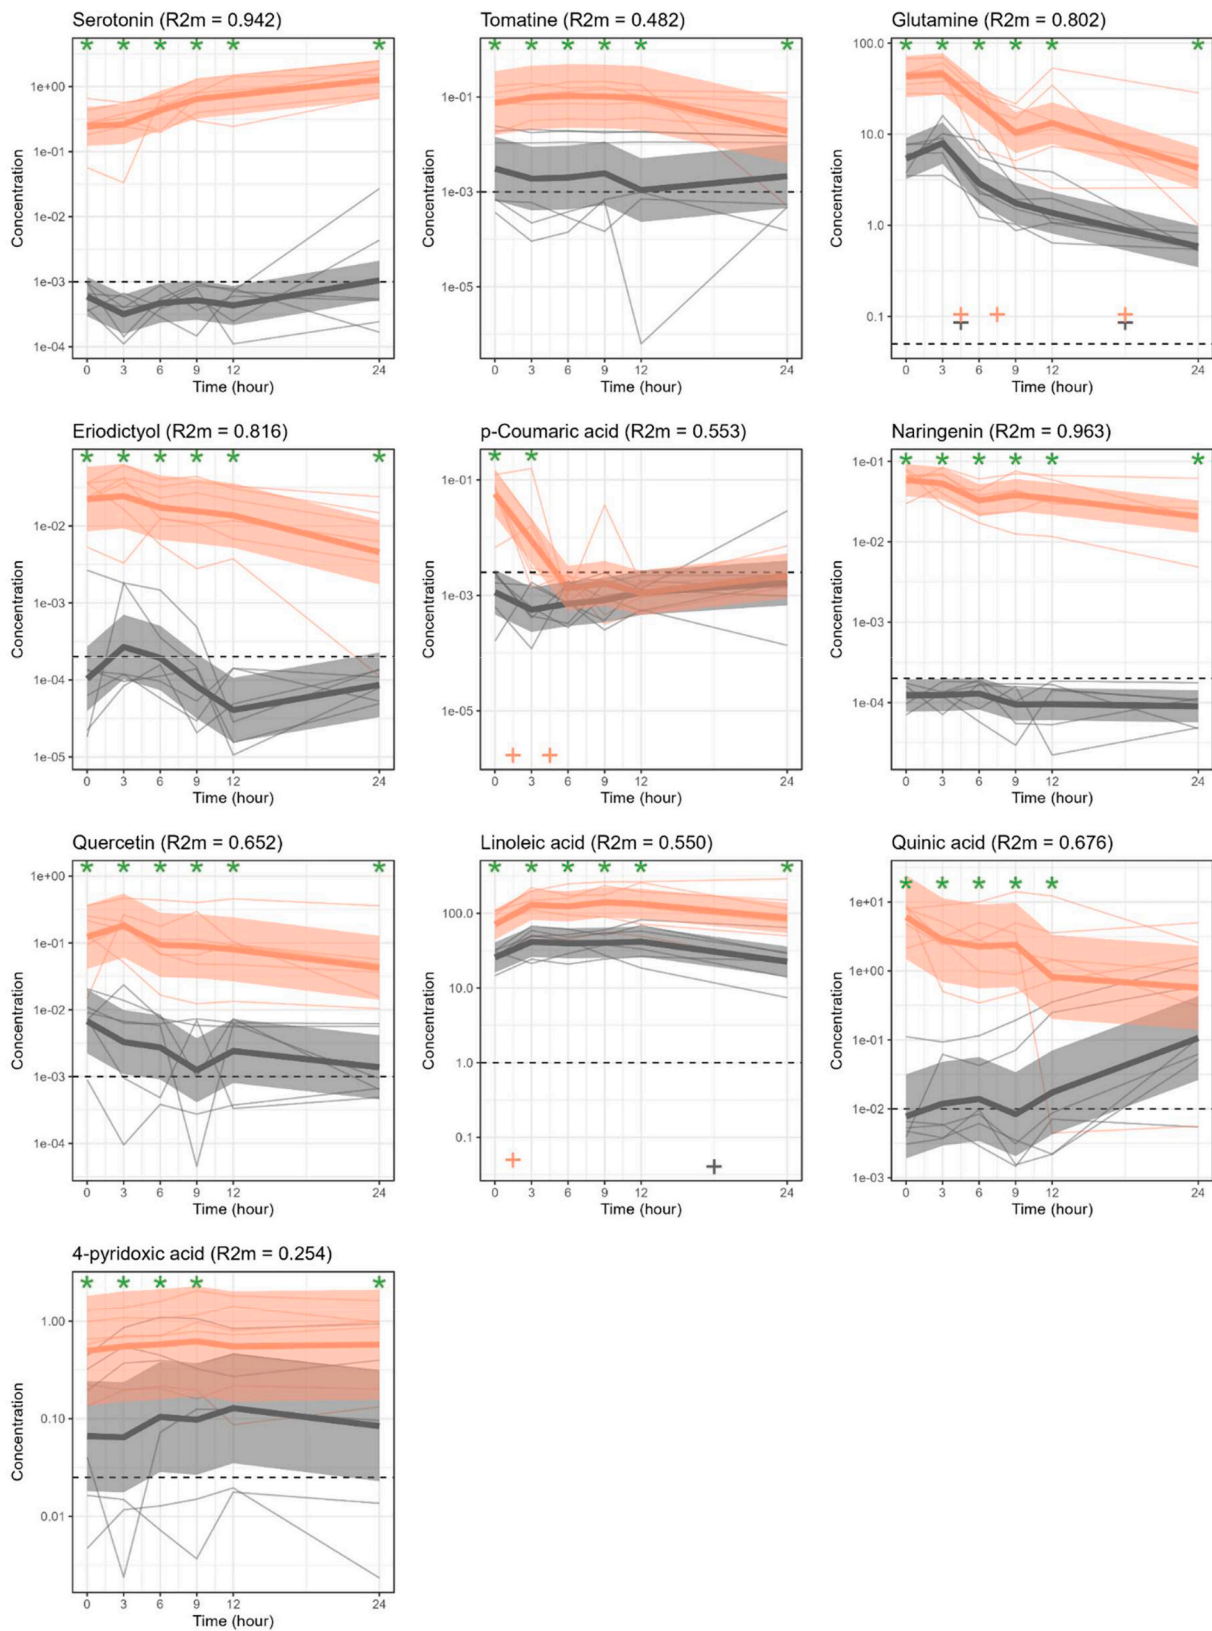 Serotonin (R2m = 0.942)
* * * * * *
Concentration
1e+00
1e-01
1e-02
1e-03
1e-04
0 3 6 9 12 24
Time (hour)
Tomatine (R2m = 0.482)
* * * * * *
Concentration
1e-01
1e-03
1e-05
0 3 6 9 12 24
Time (hour)
Glutamine (R2m = 0.802)
* * * * * *
Concentration
100.0
10.0
1.0
0.1
+ + +
+ +
0 3 6 9 12 24
Time (hour)
Eriodictyol (R2m = 0.816)
* * * * * *
Concentration
1e-02
1e-03
1e-04
1e-05
0 3 6 9 12 24
Time (hour)
p-Coumaric acid (R2m = 0.553)
* *
Concentration
1e-01
1e-03
1e-05
+ +
0 3 6 9 12 24
Time (hour)
Naringenin (R2m = 0.963)
* * * * * *
Concentration
1e-01
1e-02
1e-03
1e-04
0 3 6 9 12 24
Time (hour)
Quercetin (R2m = 0.652)
* * * * * *
Concentration
1e+00
1e-01
1e-02
1e-03
1e-04
0 3 6 9 12 24
Time (hour)
Linoleic acid (R2m = 0.550)
* * * * * *
Concentration
100.0
10.0
1.0
0.1
+ +
0 3 6 9 12 24
Time (hour)
Quinic acid (R2m = 0.676)
* * * * *
Concentration
1e+01
1e+00
1e-01
1e-02
1e-03
0 3 6 9 12 24
Time (hour)
4-pyridoxic acid (R2m = 0.254)
* * * * *
Concentration
1.00
0.10
0.01
0 3 6 9 12 24
Time (hour)